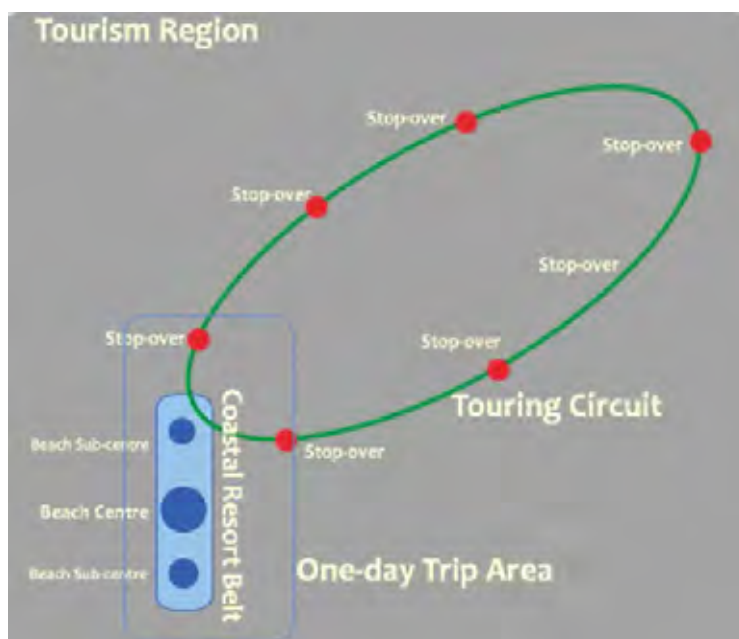 Tourism Region
Stop-over
Stop-over
Stop-over
Stop-over
Stop-over
Stop-over
Touring Circuit
Coastal Resort Belt
Beach Sub-centre
Stop-over
Beach Centre
One-day Trip Area
Beach Sub-centre